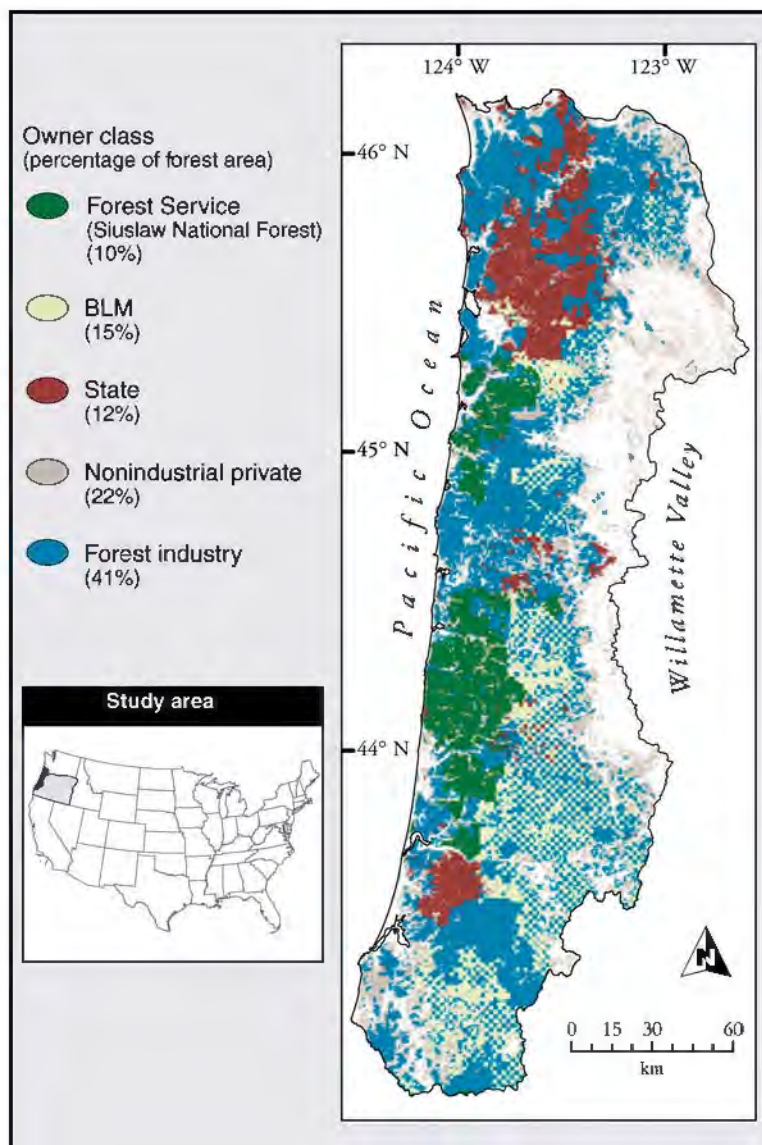 Owner class
(percentage of forest area)
Forest Service
(Siuslaw National Forest)
(10%)
BLM
(15%)
State
(12%)
Nonindustrial private
(22%)
Forest industry
(41%)
Study area
124° W
123° W
46° N
45° N
44° N
Pacific Ocean
Willamette Valley
N
0 15 30 60
km